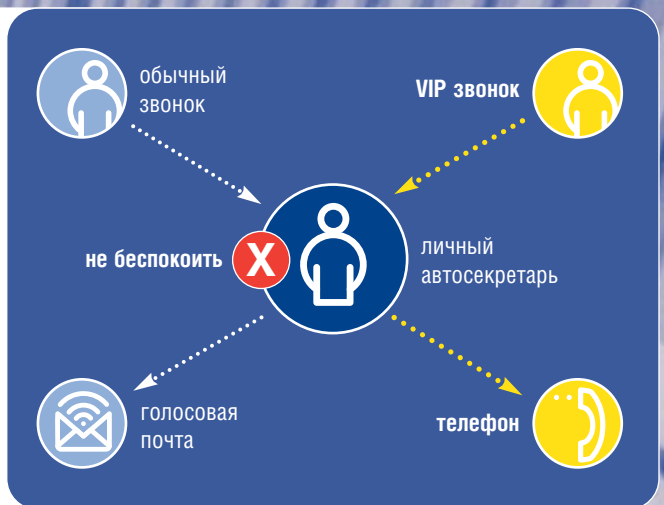 обычный
звонок
VIP звонок
не беспокоить
X
личный
автосекретарь
голосовая
почта
телефон